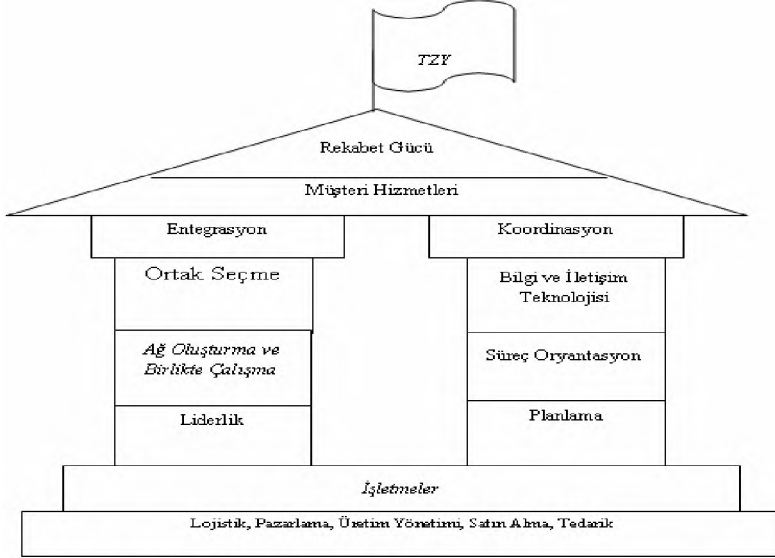 TZY
Rekabet Gücü
Müşteri Hizmetleri
Entegrasyon
Koordinasyon
Ortak Seçme
Bilgi ve İletişim
Teknolojisi
Ağ Oluşturma ve
Birlikte Çalışma
Süreç Oryantasyon
Liderlik
Planlama
İşletmeler
Lojistik, Pazarlama, Üretim Yönetimi, Satın Alma, Tedarik